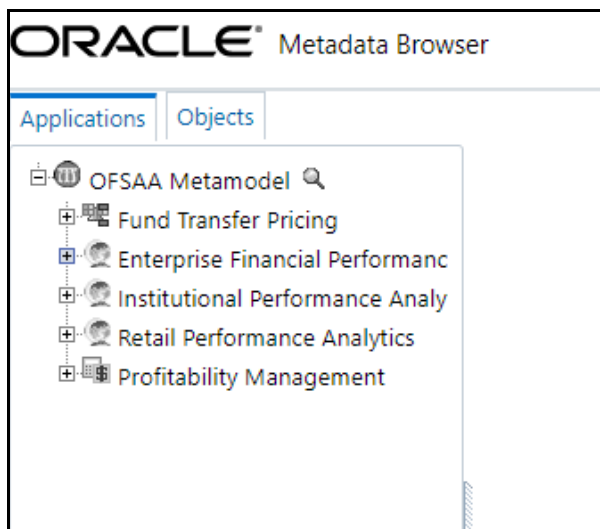 ORACLE® Metadata Browser
Applications Objects
OFSAA Metamodel
Fund Transfer Pricing
Enterprise Financial Performanc
Institutional Performance Analy
Retail Performance Analytics
Profitability Management